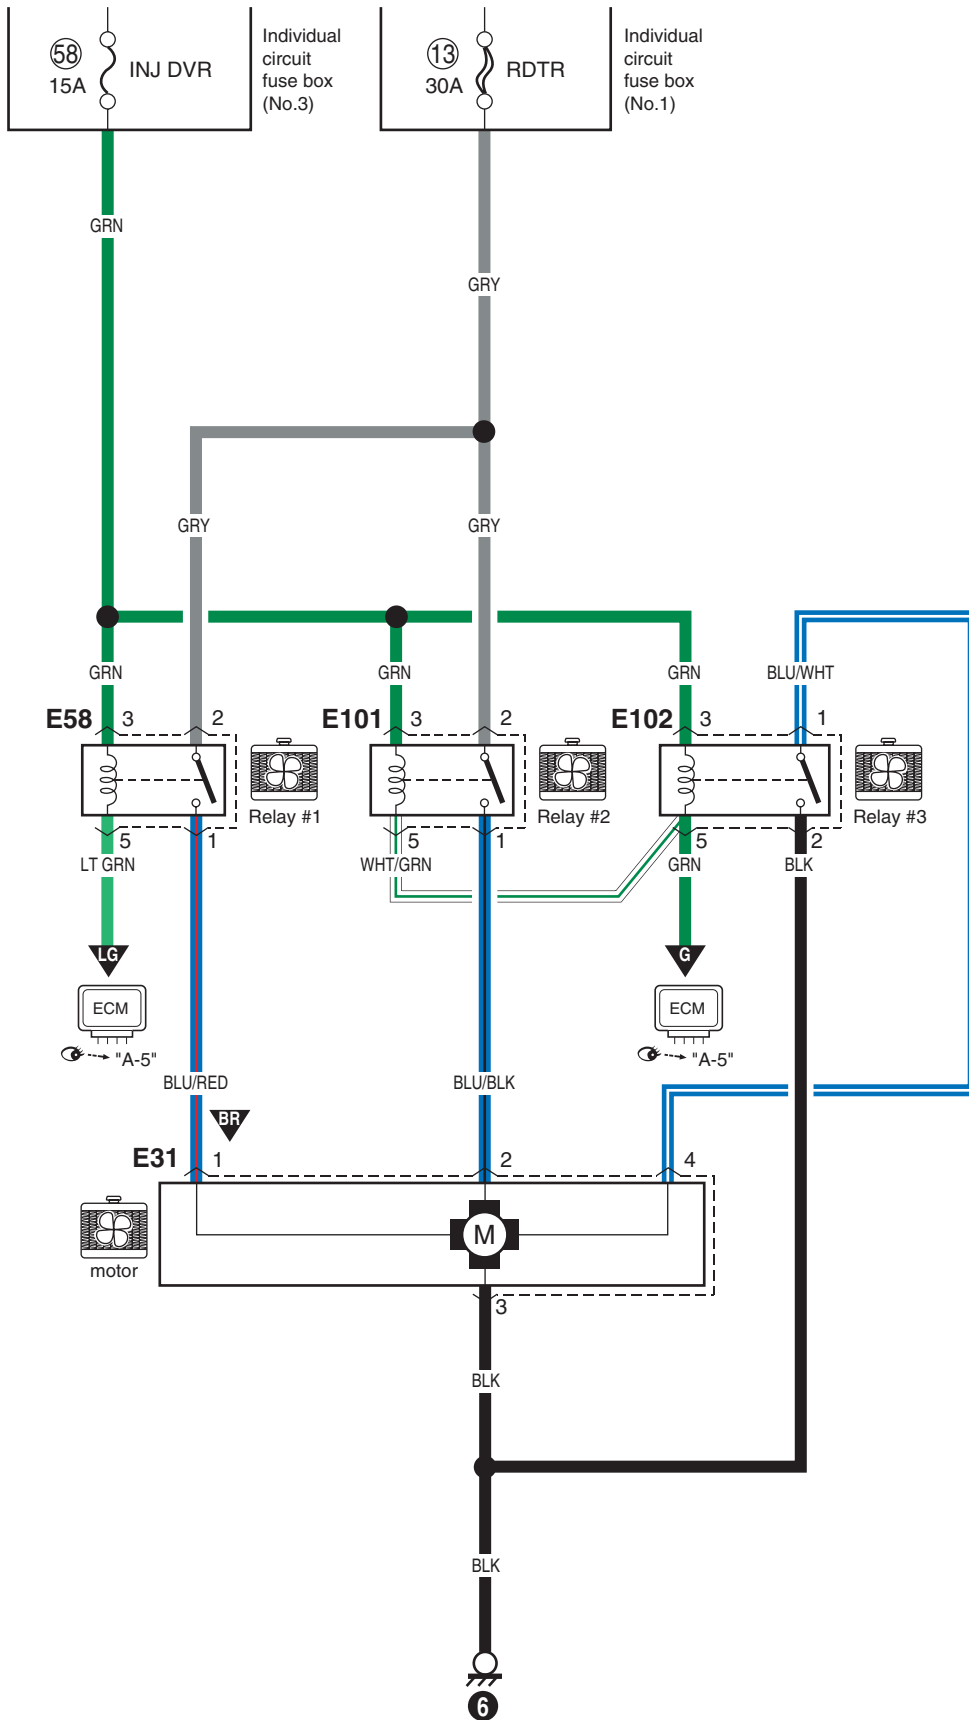 58
15A
INJ DVR
Individual
circuit
fuse box
(No.3)
13
30A
RDTR
Individual
circuit
fuse box
(No.1)
GRN
GRY
GRY
GRY
GRN
GRN
GRN
BLU/WHT
E58
3
2
E101
3
2
E102
3
1
Relay #1
Relay #2
Relay #3
5
1
5
1
5
2
LT GRN
WHT/GRN
GRN
BLK
LG
G
ECM
ECM
"A-5"
"A-5"
BLU/RED
BLU/BLK
BR
E31
1
2
4
M
motor
3
BLK
BLK
6